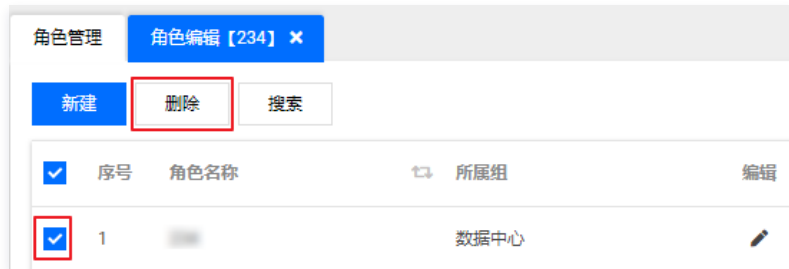 角色管理 角色编辑【234】 ×
新建 删除 搜索
序号 角色名称 所属组 编辑
1 数据中心